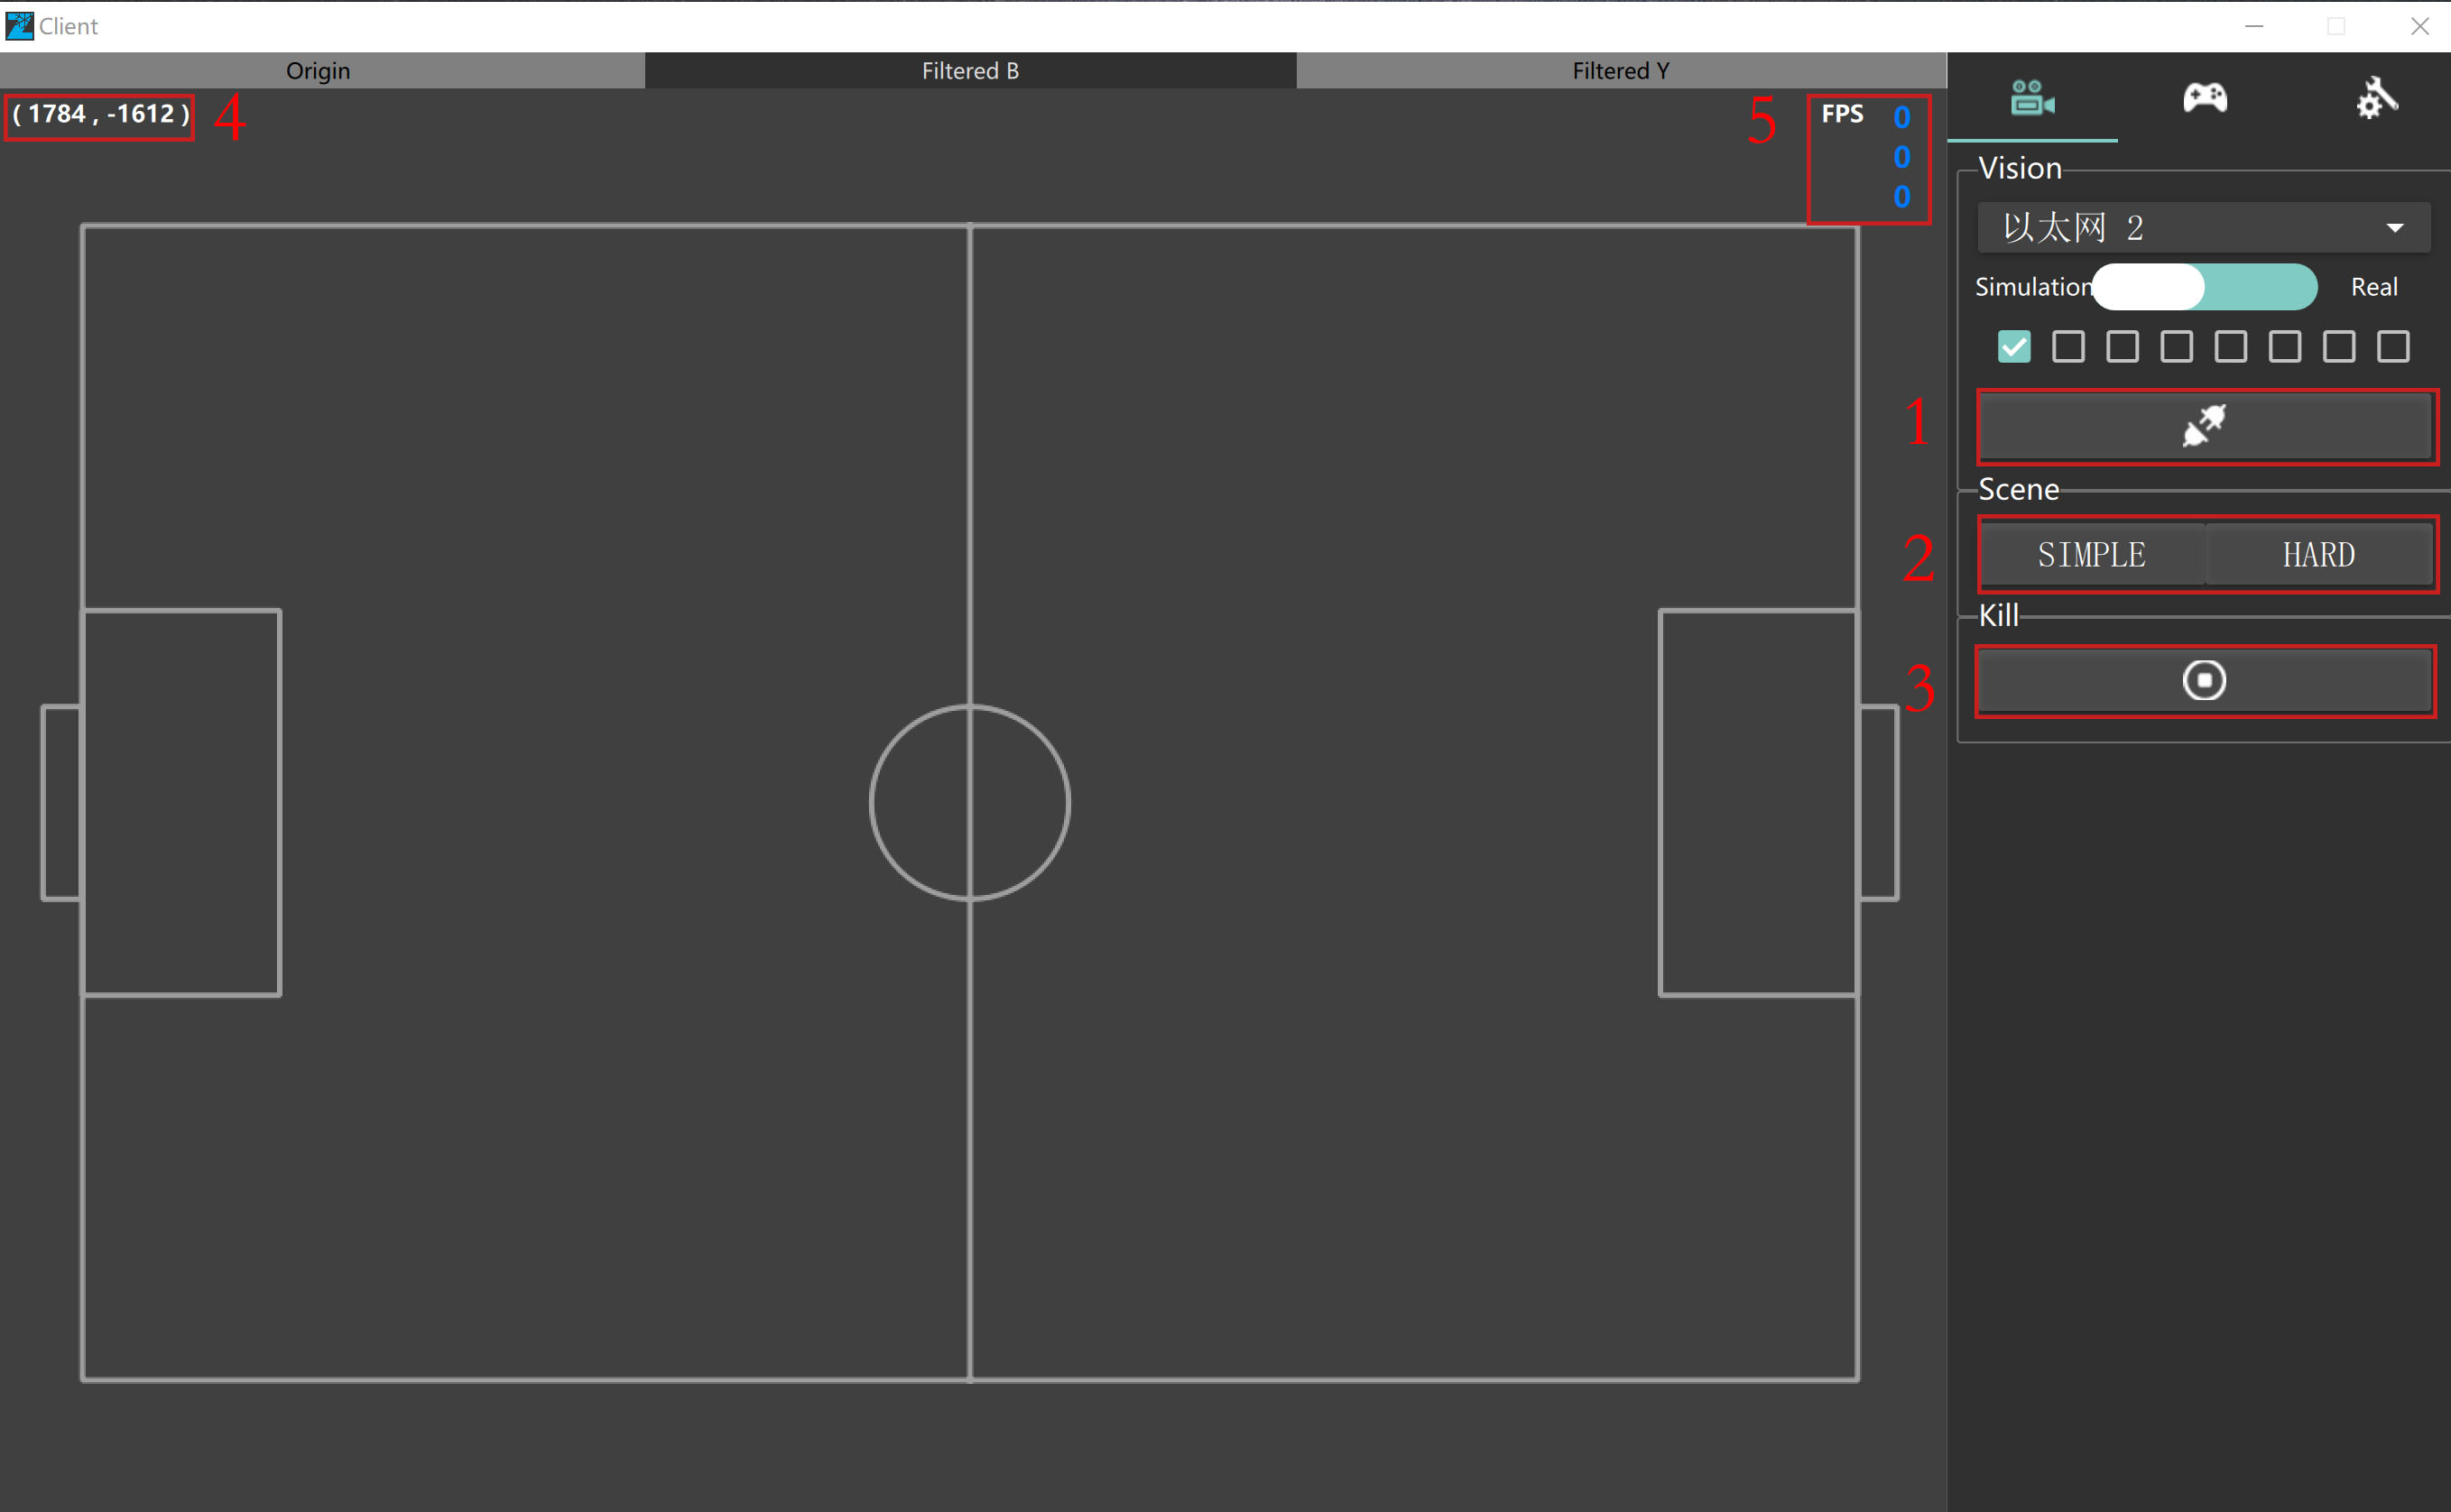 Client
Origin
Filtered B
Filtered Y
( 1784 , -1612 )
4
5
FPS 0
0
0
Vision
以太网 2
Simulation
Real
1
Scene
2
SIMPLE
HARD
Kill
3